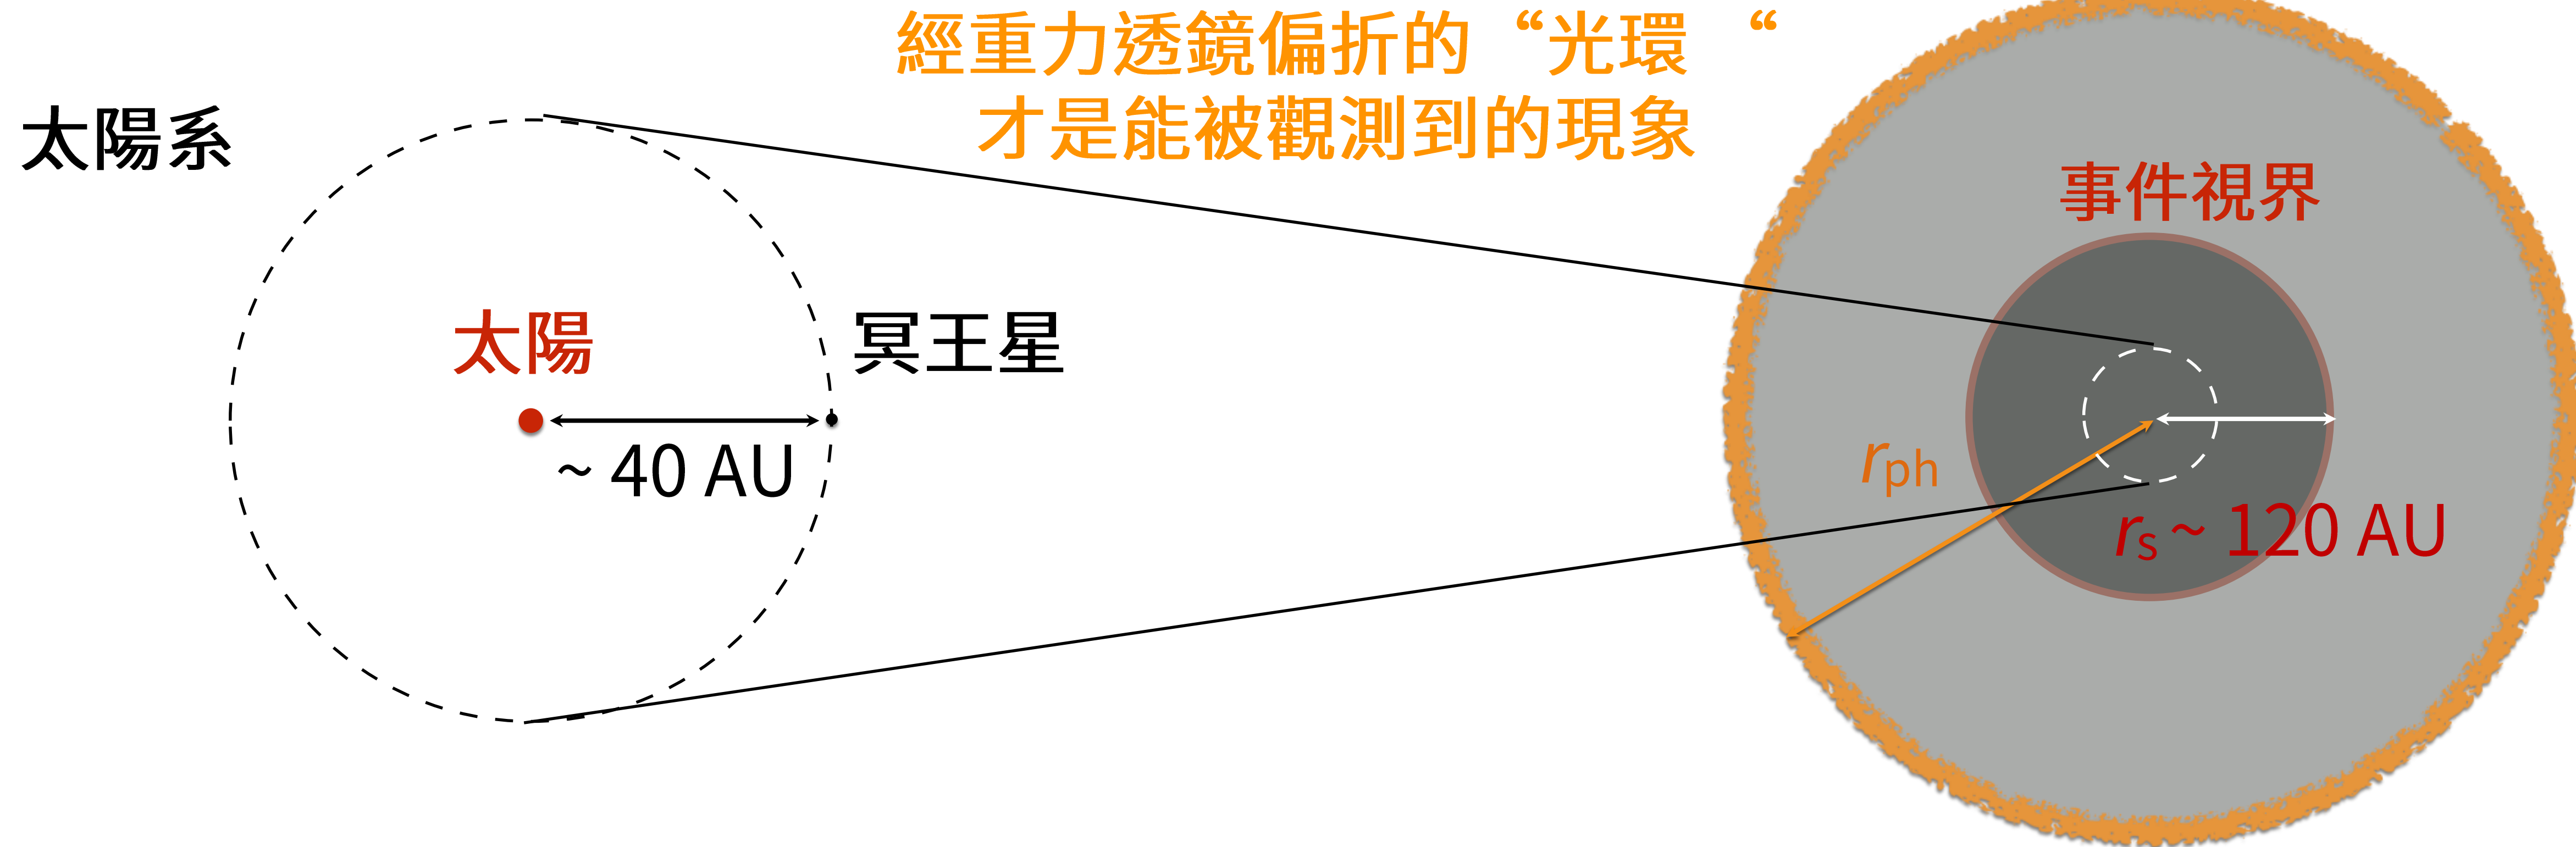 經重力透鏡偏折的“光環 “
才是能被觀測到的現象
太陽系
事件視界
太陽
冥王星
~ 40 AU
rph
rs ~ 120 AU